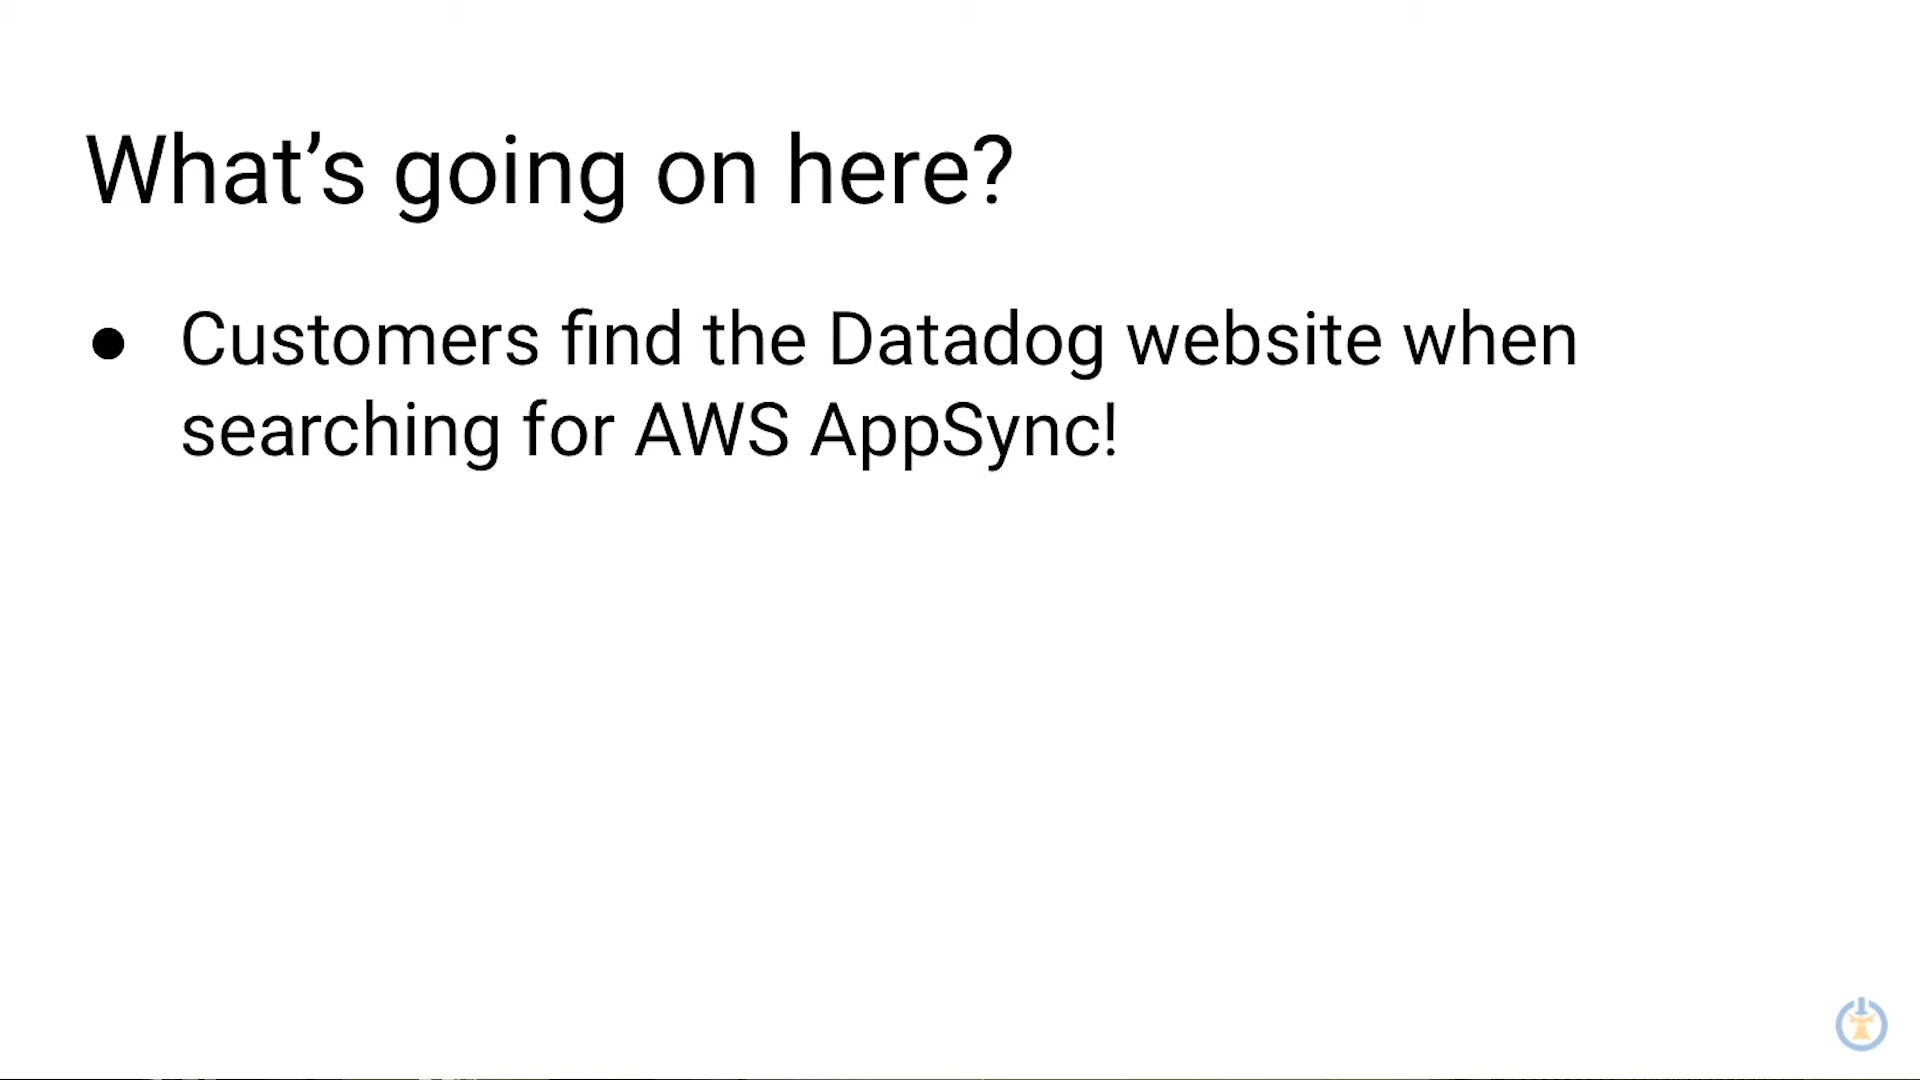 What’s going on here?
● Customers find the Datadog website when
searching for AWS AppSync!